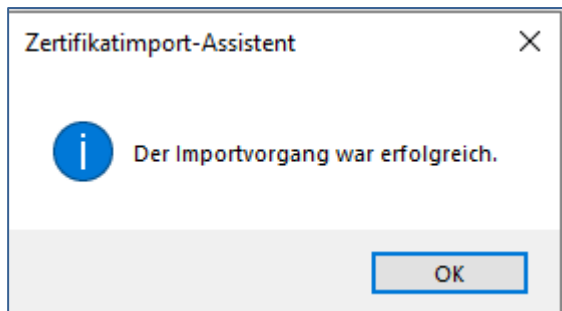 Zertifikatimport-Assistent
Der Importvorgang war erfolgreich.
OK